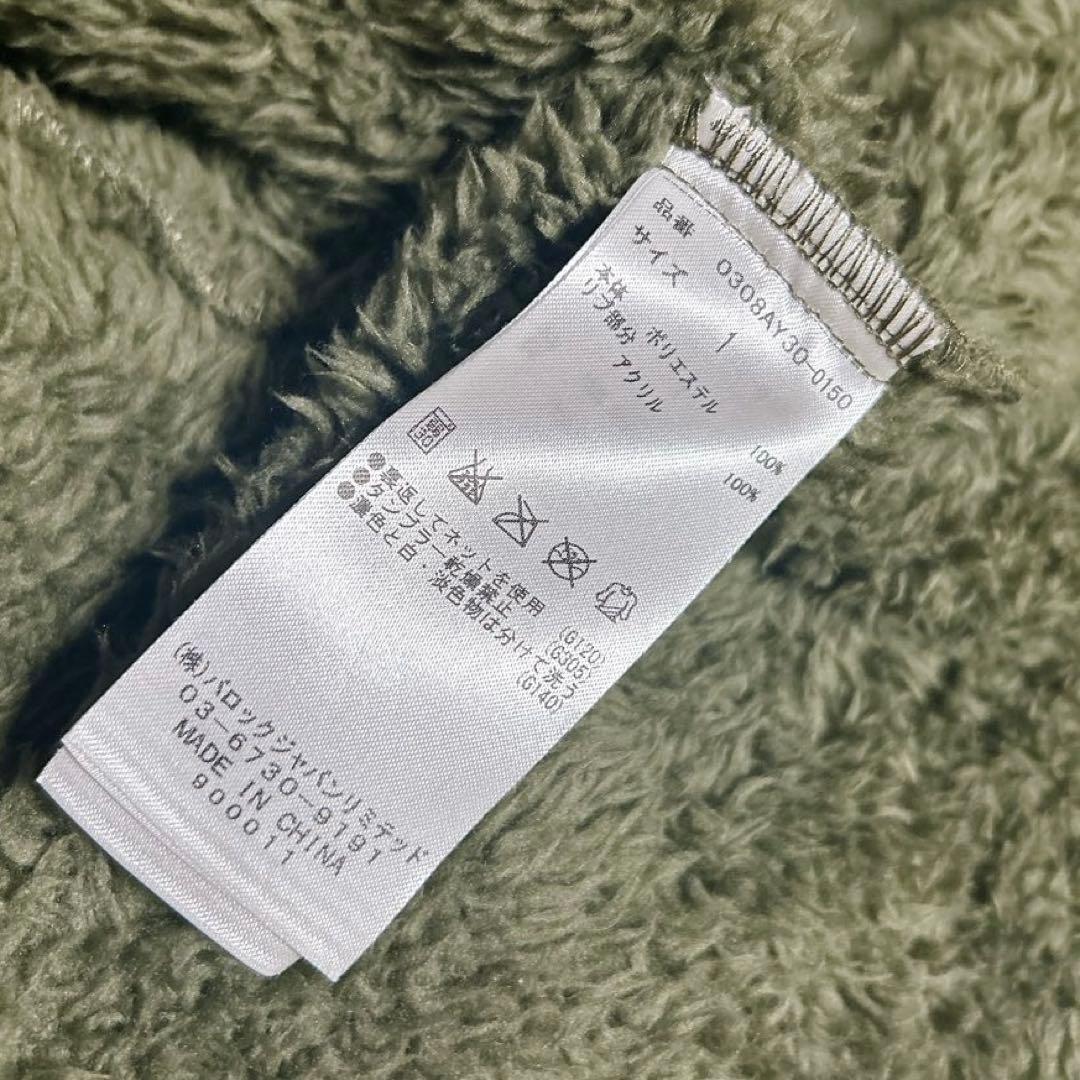 品番 0308AY30-0150
サイズ 1
本体 ポリエステル 100%
リブ部分 アクリル 100%
裏返してネットを使用 (G120)
タンブラー乾燥禁止 (G305)
濃色と白・淡色物は分けて洗う (G140)
(株)バロックジャパンリミテッド
03-6730-9191
MADE IN CHINA
900011